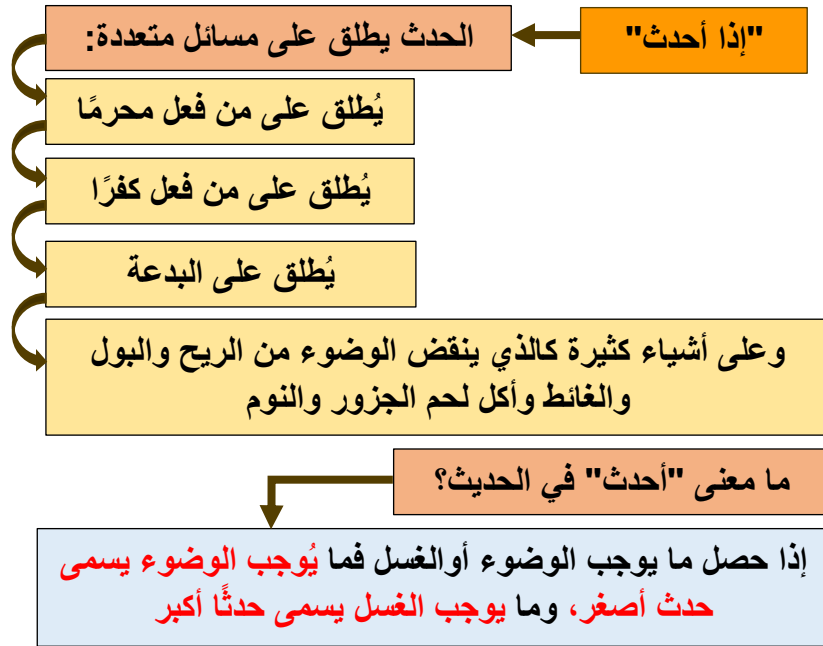 "إذا أحدث"
الحدث يطلق على مسائل متعددة:
يُطلق على من فعل محرمًا
يُطلق على من فعل كفرًا
يُطلق على البدعة
وعلى أشياء كثيرة كالذي ينقض الوضوء من الريح والبول
والغائط وأكل لحم الجزور والنوم
ما معنى "أحدث" في الحديث؟
إذا حصل ما يوجب الوضوء أوالغسل فما يُوجب الوضوء يسمى
حدث أصغر، وما يوجب الغسل يسمى حدثًا أكبر